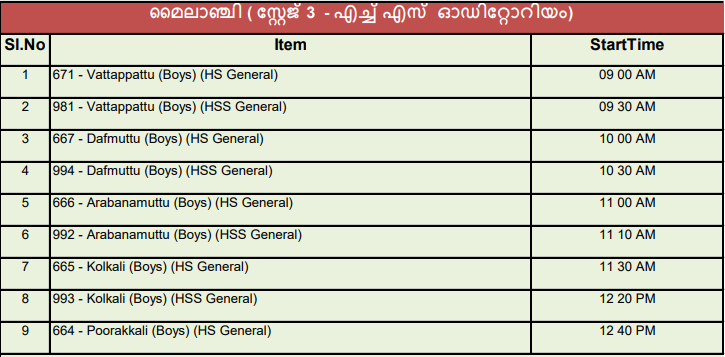 മൈലാഞ്ചി ( സ്റ്റേജ് 3 - എച്ച് എസ് ഓഡിറ്റോറിയം)
Sl.No Item StartTime
1 671 - Vattappattu (Boys) (HS General) 09 00 AM
2 981 - Vattappattu (Boys) (HSS General) 09 30 AM
3 667 - Dafmuttu (Boys) (HS General) 10 00 AM
4 994 - Dafmuttu (Boys) (HSS General) 10 30 AM
5 666 - Arabanamuttu (Boys) (HS General) 11 00 AM
6 992 - Arabanamuttu (Boys) (HSS General) 11 10 AM
7 665 - Kolkali (Boys) (HS General) 11 30 AM
8 993 - Kolkali (Boys) (HSS General) 12 20 PM
9 664 - Poorakkali (Boys) (HS General) 12 40 PM